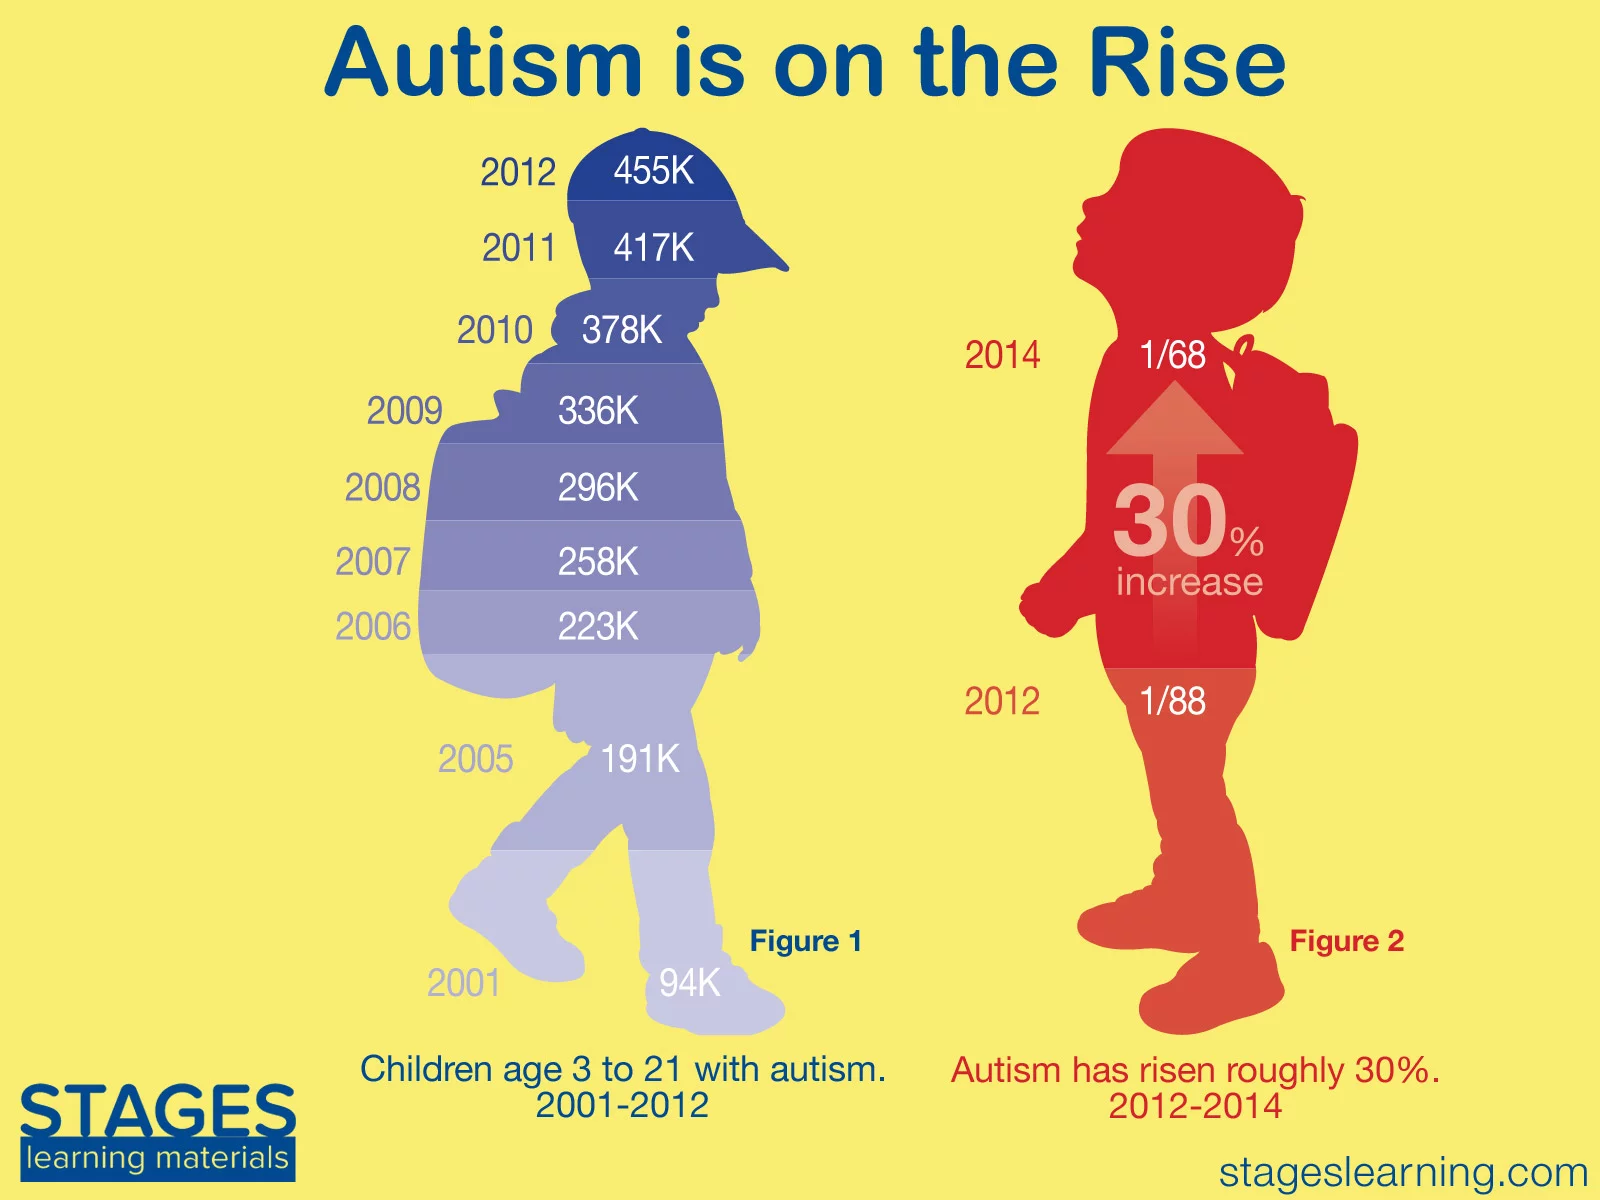 Autism is on the Rise
2012 455K
2011 417K
2010 378K
2009 336K
2008 296K
2007 258K
2006 223K
2005 191K
2001 94K
Figure 1
Children age 3 to 21 with autism.
2001-2012
2014 1/68
30%
increase
2012 1/88
Figure 2
Autism has risen roughly 30%.
2012-2014
STAGES
learning materials
stageslearning.com